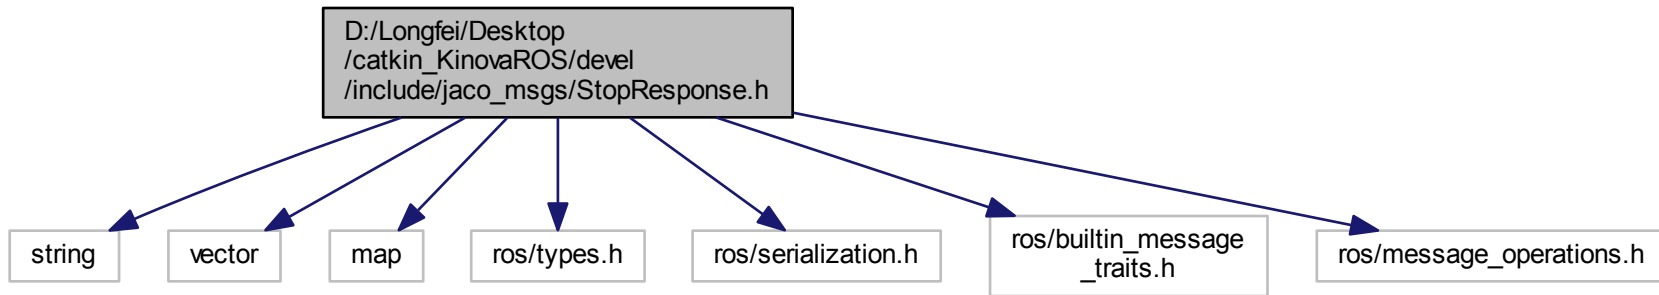 D:/Longfei/Desktop
/catkin_KinovaROS/devel
/include/jaco_msgs/StopResponse.h
string
vector
map
ros/types.h
ros/serialization.h
ros/builtin_message
_traits.h
ros/message_operations.h